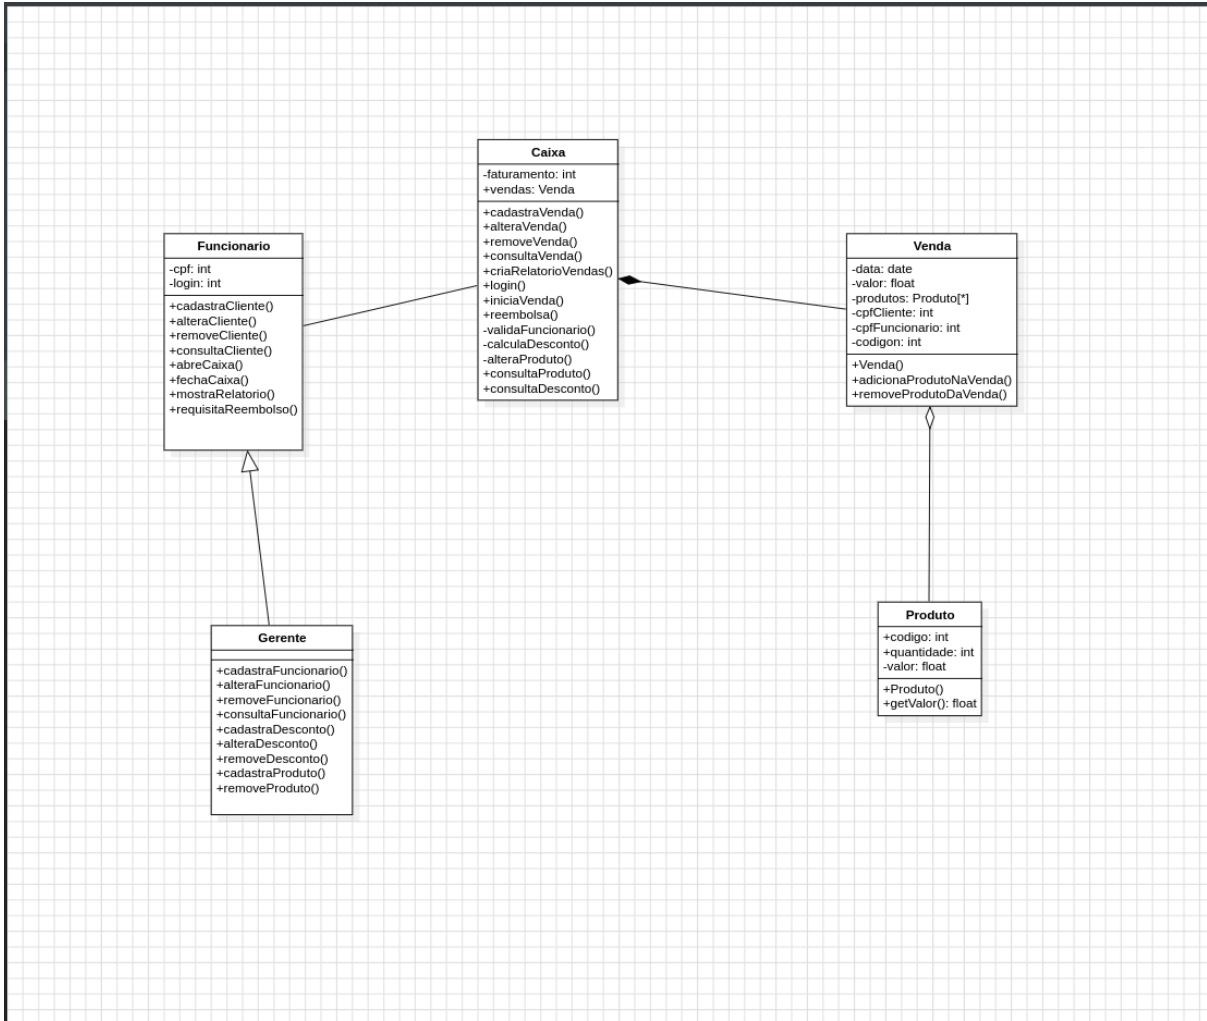 Caixa
-faturamento: int
+vendas: Venda
+cadastraVenda()
+alteraVenda()
+removeVenda()
+consultaVenda()
+criaRelatorioVendas()
+login()
+iniciaVenda()
+reembolsa()
-validaFuncionario()
-calculaDesconto()
-alteraProduto()
+consultaProduto()
+consultaDesconto()
Funcionario
-cpf: int
-login: int
+cadastraCliente()
+alteraCliente()
+removeCliente()
+consultaCliente()
+abreCaixa()
+fechaCaixa()
+mostraRelatorio()
+requisitaReembolso()
Venda
-data: date
-valor: float
-produtos: Produto[*]
-cpfCliente: int
-cpfFuncionario: int
-codigon: int
+Venda()
+adicionaProdutoNaVenda()
+removeProdutoDaVenda()
Gerente
+cadastraFuncionario()
+alteraFuncionario()
+removeFuncionario()
+consultaFuncionario()
+cadastraDesconto()
+alteraDesconto()
+removeDesconto()
+cadastraProduto()
+removeProduto()
Produto
+codigo: int
+quantidade: int
-valor: float
+Produto()
+getValor(): float